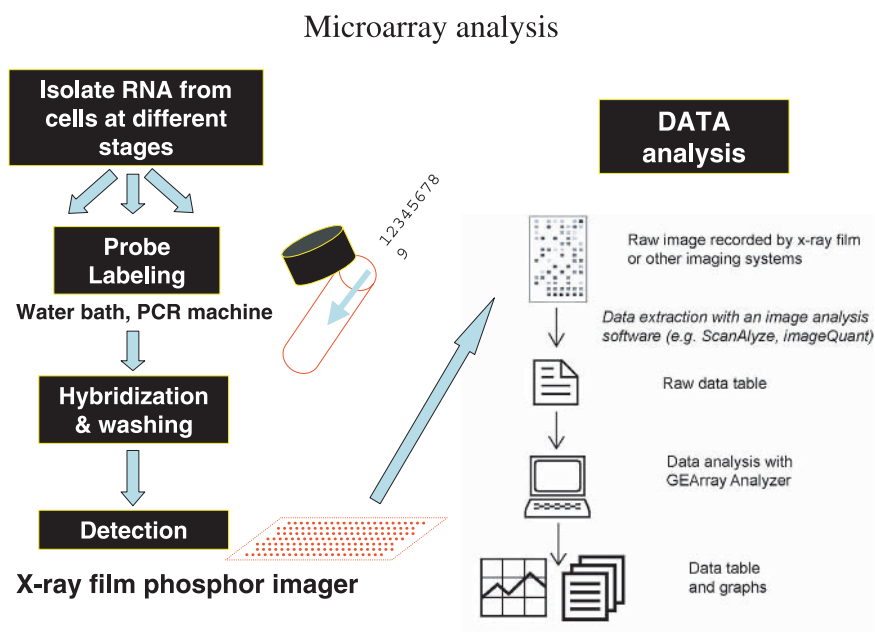 Microarray analysis
Isolate RNA from
cells at different
stages
Probe
Labeling
Water bath, PCR machine
Hybridization
& washing
Detection
X-ray film phosphor imager
12345678
9
DATA
analysis
Raw image recorded by x-ray film
or other imaging systems
Data extraction with an image analysis
software (e.g. ScanAlyze, imageQuant)
Raw data table
Data analysis with
GEArray Analyzer
Data table
and graphs